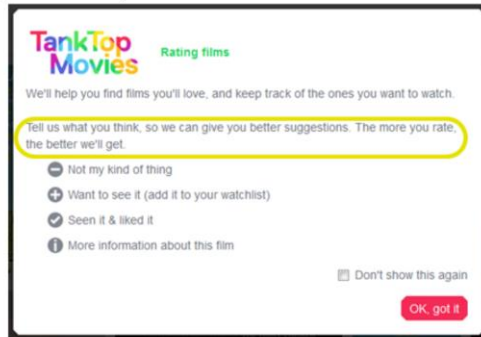 TankTop
Movies
Rating films
We'll help you find films you'll love, and keep track of the ones you want to watch.
Tell us what you think, so we can give you better suggestions. The more you rate,
the better we'll get.
Not my kind of thing
Want to see it (add it to your watchlist)
Seen it & liked it
More information about this film
Don't show this again
OK, got it